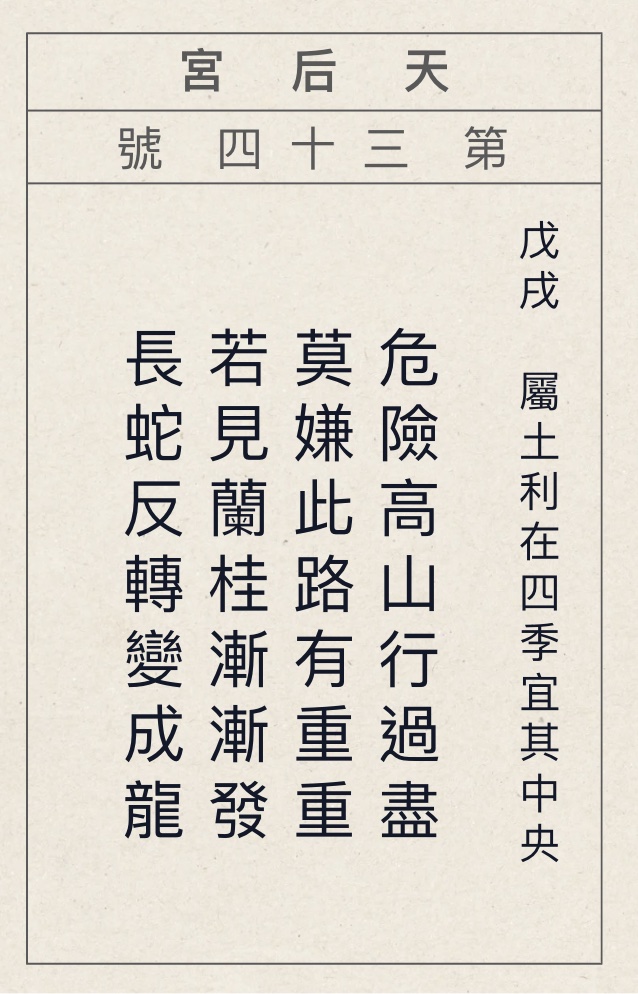 天后宮
第三十四號
戊戌 屬土利在四季宜其中央
危險高山行過盡
莫嫌此路有重重
若見蘭桂漸漸發
長蛇反轉變成龍